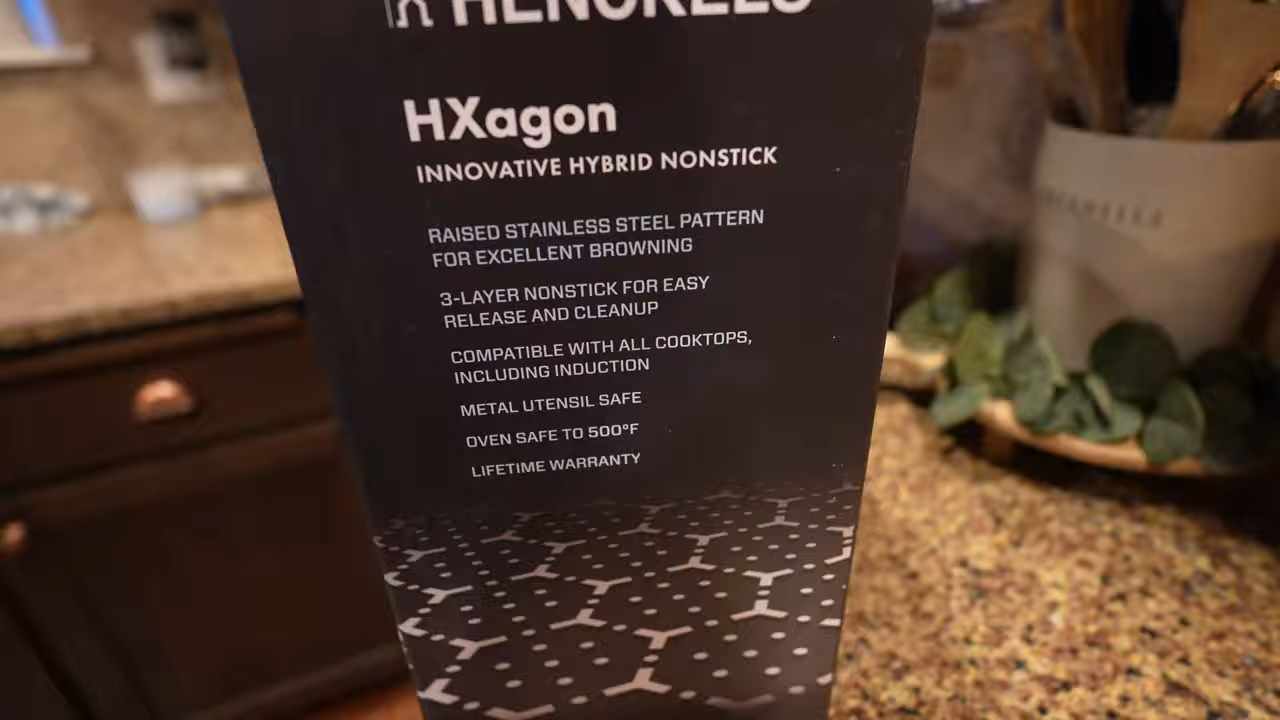 HENCKELS
HXagon
INNOVATIVE HYBRID NONSTICK
RAISED STAINLESS STEEL PATTERN
FOR EXCELLENT BROWNING
3-LAYER NONSTICK FOR EASY
RELEASE AND CLEANUP
COMPATIBLE WITH ALL COOKTOPS,
INCLUDING INDUCTION
METAL UTENSIL SAFE
OVEN SAFE TO 500°F
LIFETIME WARRANTY